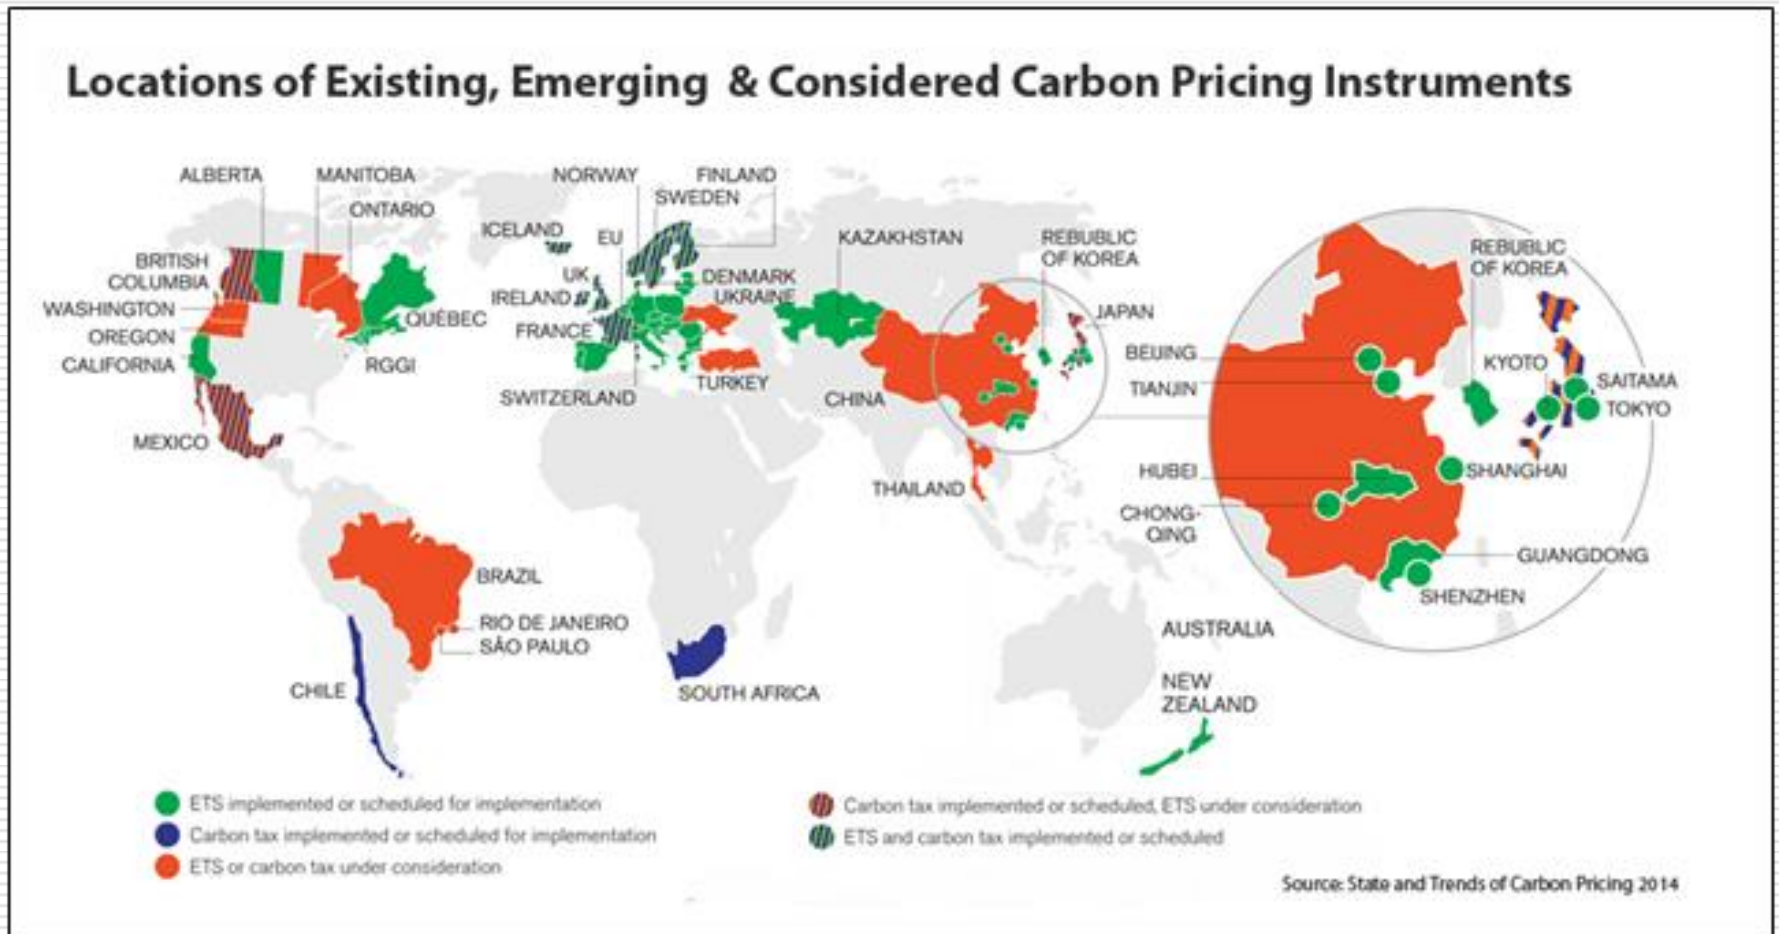 Locations of Existing, Emerging & Considered Carbon Pricing Instruments
ALBERTA
MANITOBA
ONTARIO
BRITISH
COLUMBIA
WASHINGTON
OREGON
CALIFORNIA
QUÉBEC
RGGI
MEXICO
NORWAY
FINLAND
SWEDEN
ICELAND
EU
UK
IRELAND
DENMARK
UKRAINE
FRANCE
SWITZERLAND
TURKEY
KAZAKHSTAN
REBUBLIC
OF KOREA
JAPAN
CHINA
THAILAND
BRAZIL
RIO DE JANEIRO
SÃO PAULO
CHILE
SOUTH AFRICA
AUSTRALIA
NEW
ZEALAND
REBUBLIC
OF KOREA
BEIJING
TIANJIN
KYOTO
SAITAMA
TOKYO
HUBEI
SHANGHAI
CHONG-
QING
GUANGDONG
SHENZHEN
ETS implemented or scheduled for implementation
Carbon tax implemented or scheduled for implementation
ETS or carbon tax under consideration
Carbon tax implemented or scheduled, ETS under consideration
ETS and carbon tax implemented or scheduled
Source: State and Trends of Carbon Pricing 2014